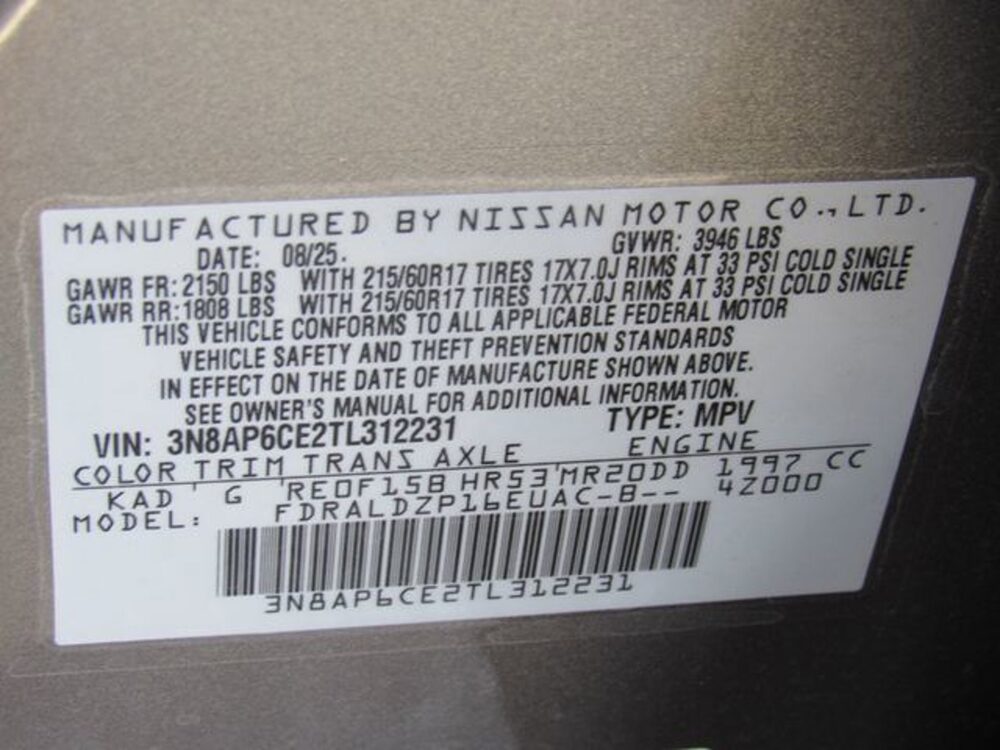 MANUFACTURED BY NISSAN MOTOR CO., LTD.
DATE: 08/25. GVWR: 3946 LBS
GAWR FR: 2150 LBS WITH 215/60R17 TIRES 17X7.0J RIMS AT 33 PSI COLD SINGLE
GAWR RR: 1808 LBS WITH 215/60R17 TIRES 17X7.0J RIMS AT 33 PSI COLD SINGLE
THIS VEHICLE CONFORMS TO ALL APPLICABLE FEDERAL MOTOR
VEHICLE SAFETY AND THEFT PREVENTION STANDARDS
IN EFFECT ON THE DATE OF MANUFACTURE SHOWN ABOVE.
SEE OWNER'S MANUAL FOR ADDITIONAL INFORMATION.
VIN: 3N8AP6CE2TL312231 TYPE: MPV
COLOR TRIM TRANS AXLE ENGINE
KAD G RE0F15B HR53 MR20DD 1997 CC
MODEL: FDRALDZP16EUAC-B-- 4Z000
3N8AP6CE2TL312231